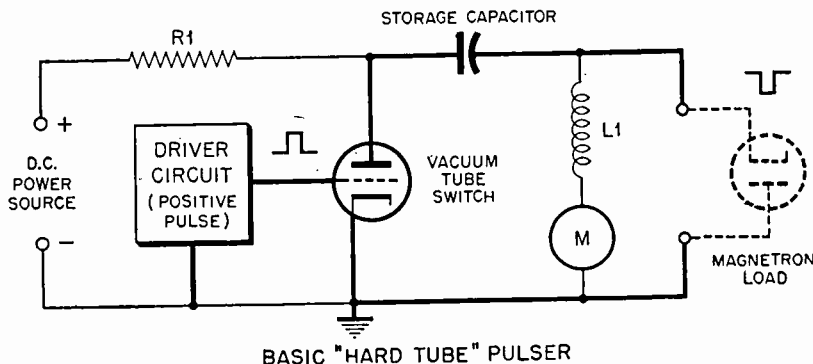 STORAGE CAPACITOR
R1
+
D.C.
POWER
SOURCE
−
DRIVER
CIRCUIT
(POSITIVE
PULSE)
VACUUM
TUBE
SWITCH
L1
M
MAGNETRON
LOAD
BASIC "HARD TUBE" PULSER